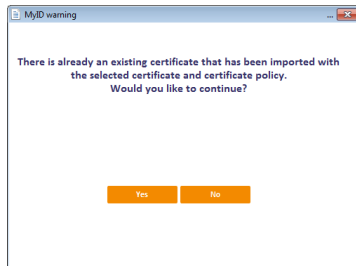 MyID warning
...
There is already an existing certificate that has been imported with
the selected certificate and certificate policy.
Would you like to continue?
Yes No